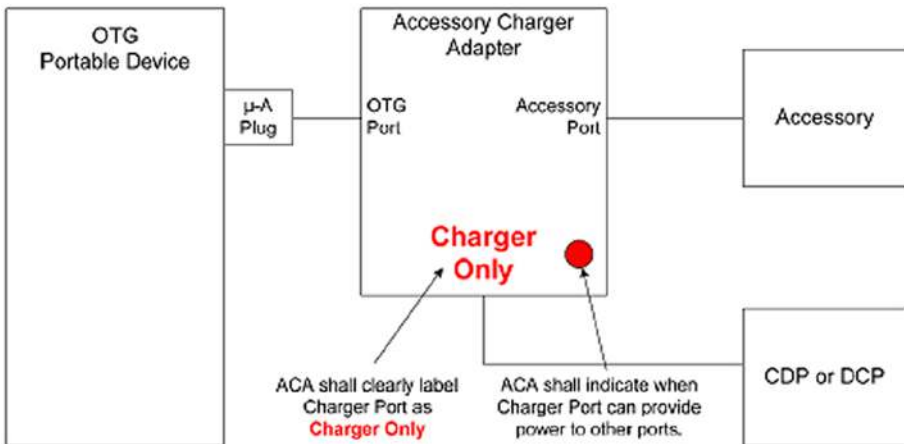 OTG
Portable Device
μ-A
Plug
Accessory Charger
Adapter
OTG
Port
Accessory
Port
Accessory
Charger
Only
CDP or DCP
ACA shall clearly label
Charger Port as
Charger Only
ACA shall indicate when
Charger Port can provide
power to other ports.